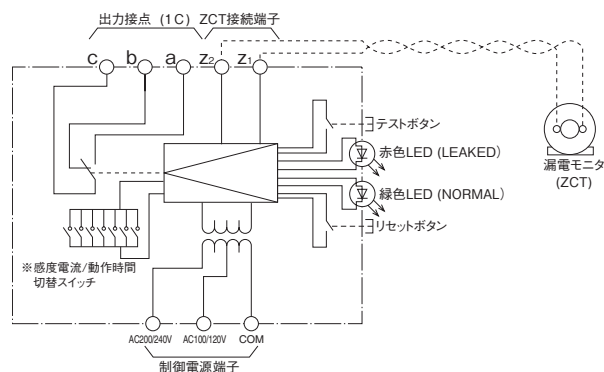 出力接点 (1C) ZCT接続端子
c b a Z2 Z1
テストボタン
赤色LED (LEAKED)
緑色LED (NORMAL)
リセットボタン
漏電モニタ
(ZCT)
※感度電流/動作時間
切替スイッチ
AC200/240V AC100/120V COM
制御電源端子